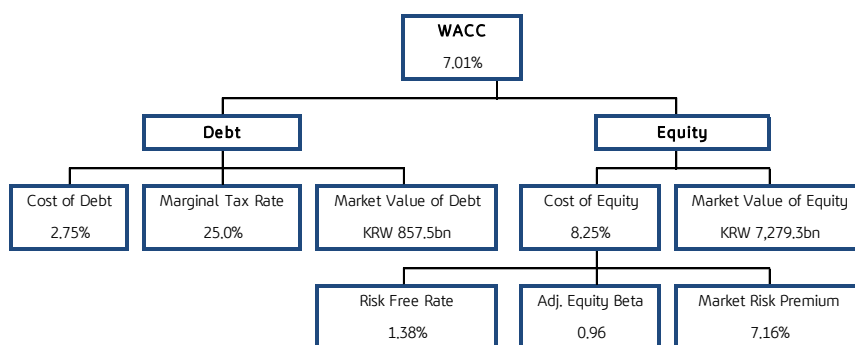 WACC
7.01%
Debt
Equity
Cost of Debt
2.75%
Marginal Tax Rate
25.0%
Market Value of Debt
KRW 857.5bn
Cost of Equity
8.25%
Market Value of Equity
KRW 7,279.3bn
Risk Free Rate
1.38%
Adj. Equity Beta
0.96
Market Risk Premium
7.16%